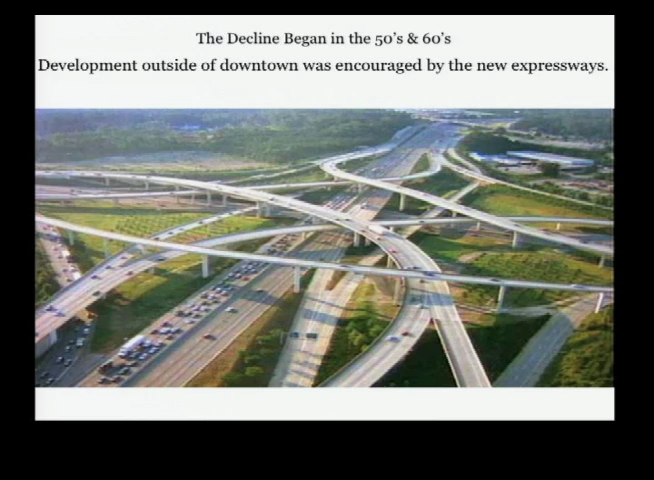 The Decline Began in the 50's & 60's
Development outside of downtown was encouraged by the new expressways.